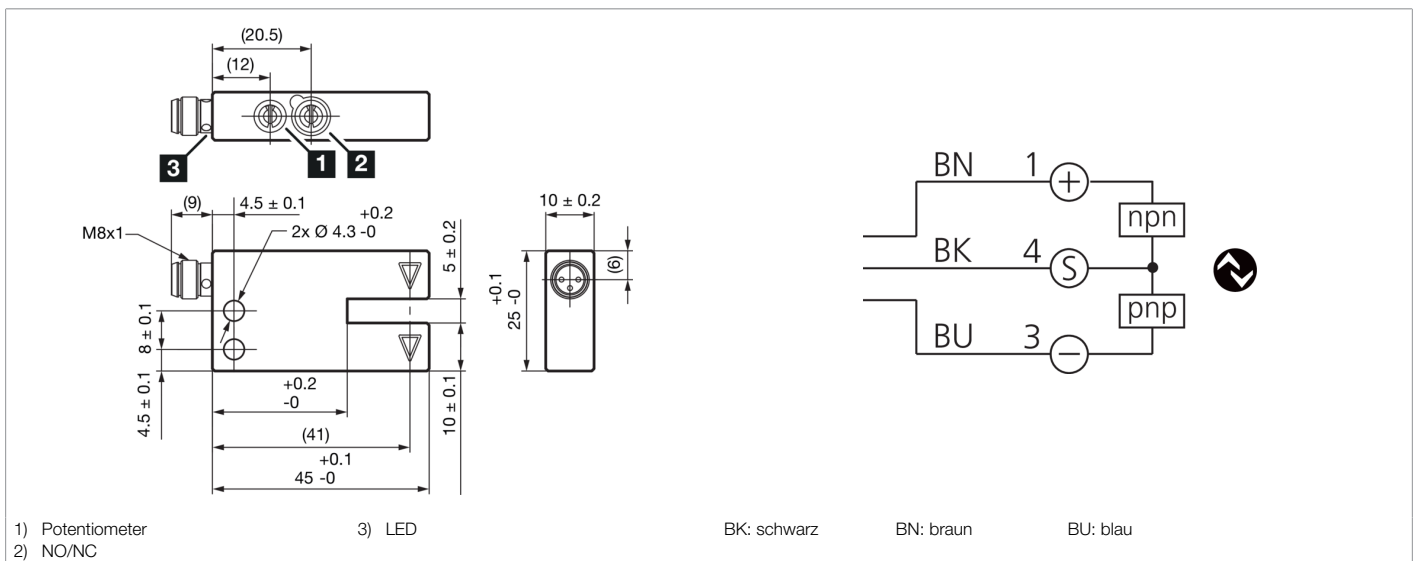 (20.5)
(12)
3
1
2
(9)
4.5 ± 0.1
+0.2
2x Ø 4.3 -0
M8x1
5 ± 0.2
8 ± 0.1
4.5 ± 0.1
+0.2
-0
10 ± 0.1
(41)
+0.1
45 -0
10 ± 0.2
(6)
+0.1
25 -0
BN 1 +
npn
BK 4 S
pnp
BU 3 −
1) Potentiometer 3) LED BK: schwarz BN: braun BU: blau
2) NO/NC